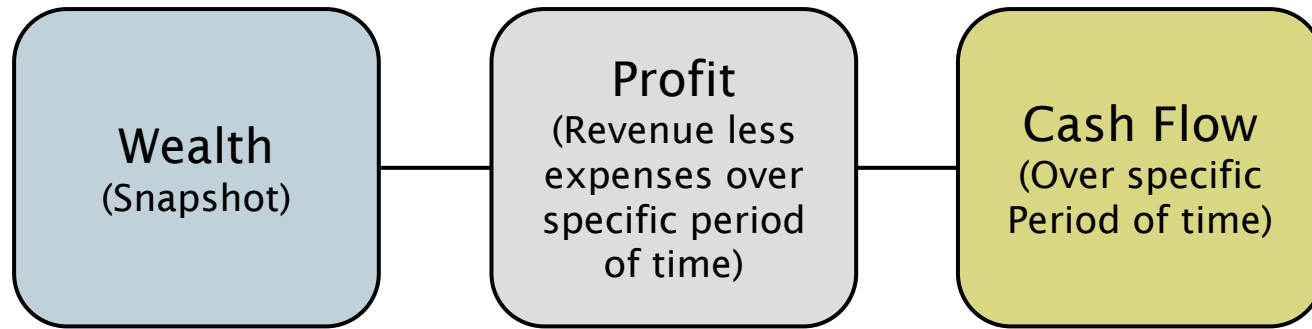 Wealth
(Snapshot)
Profit
(Revenue less
expenses over
specific period
of time)
Cash Flow
(Over specific
Period of time)